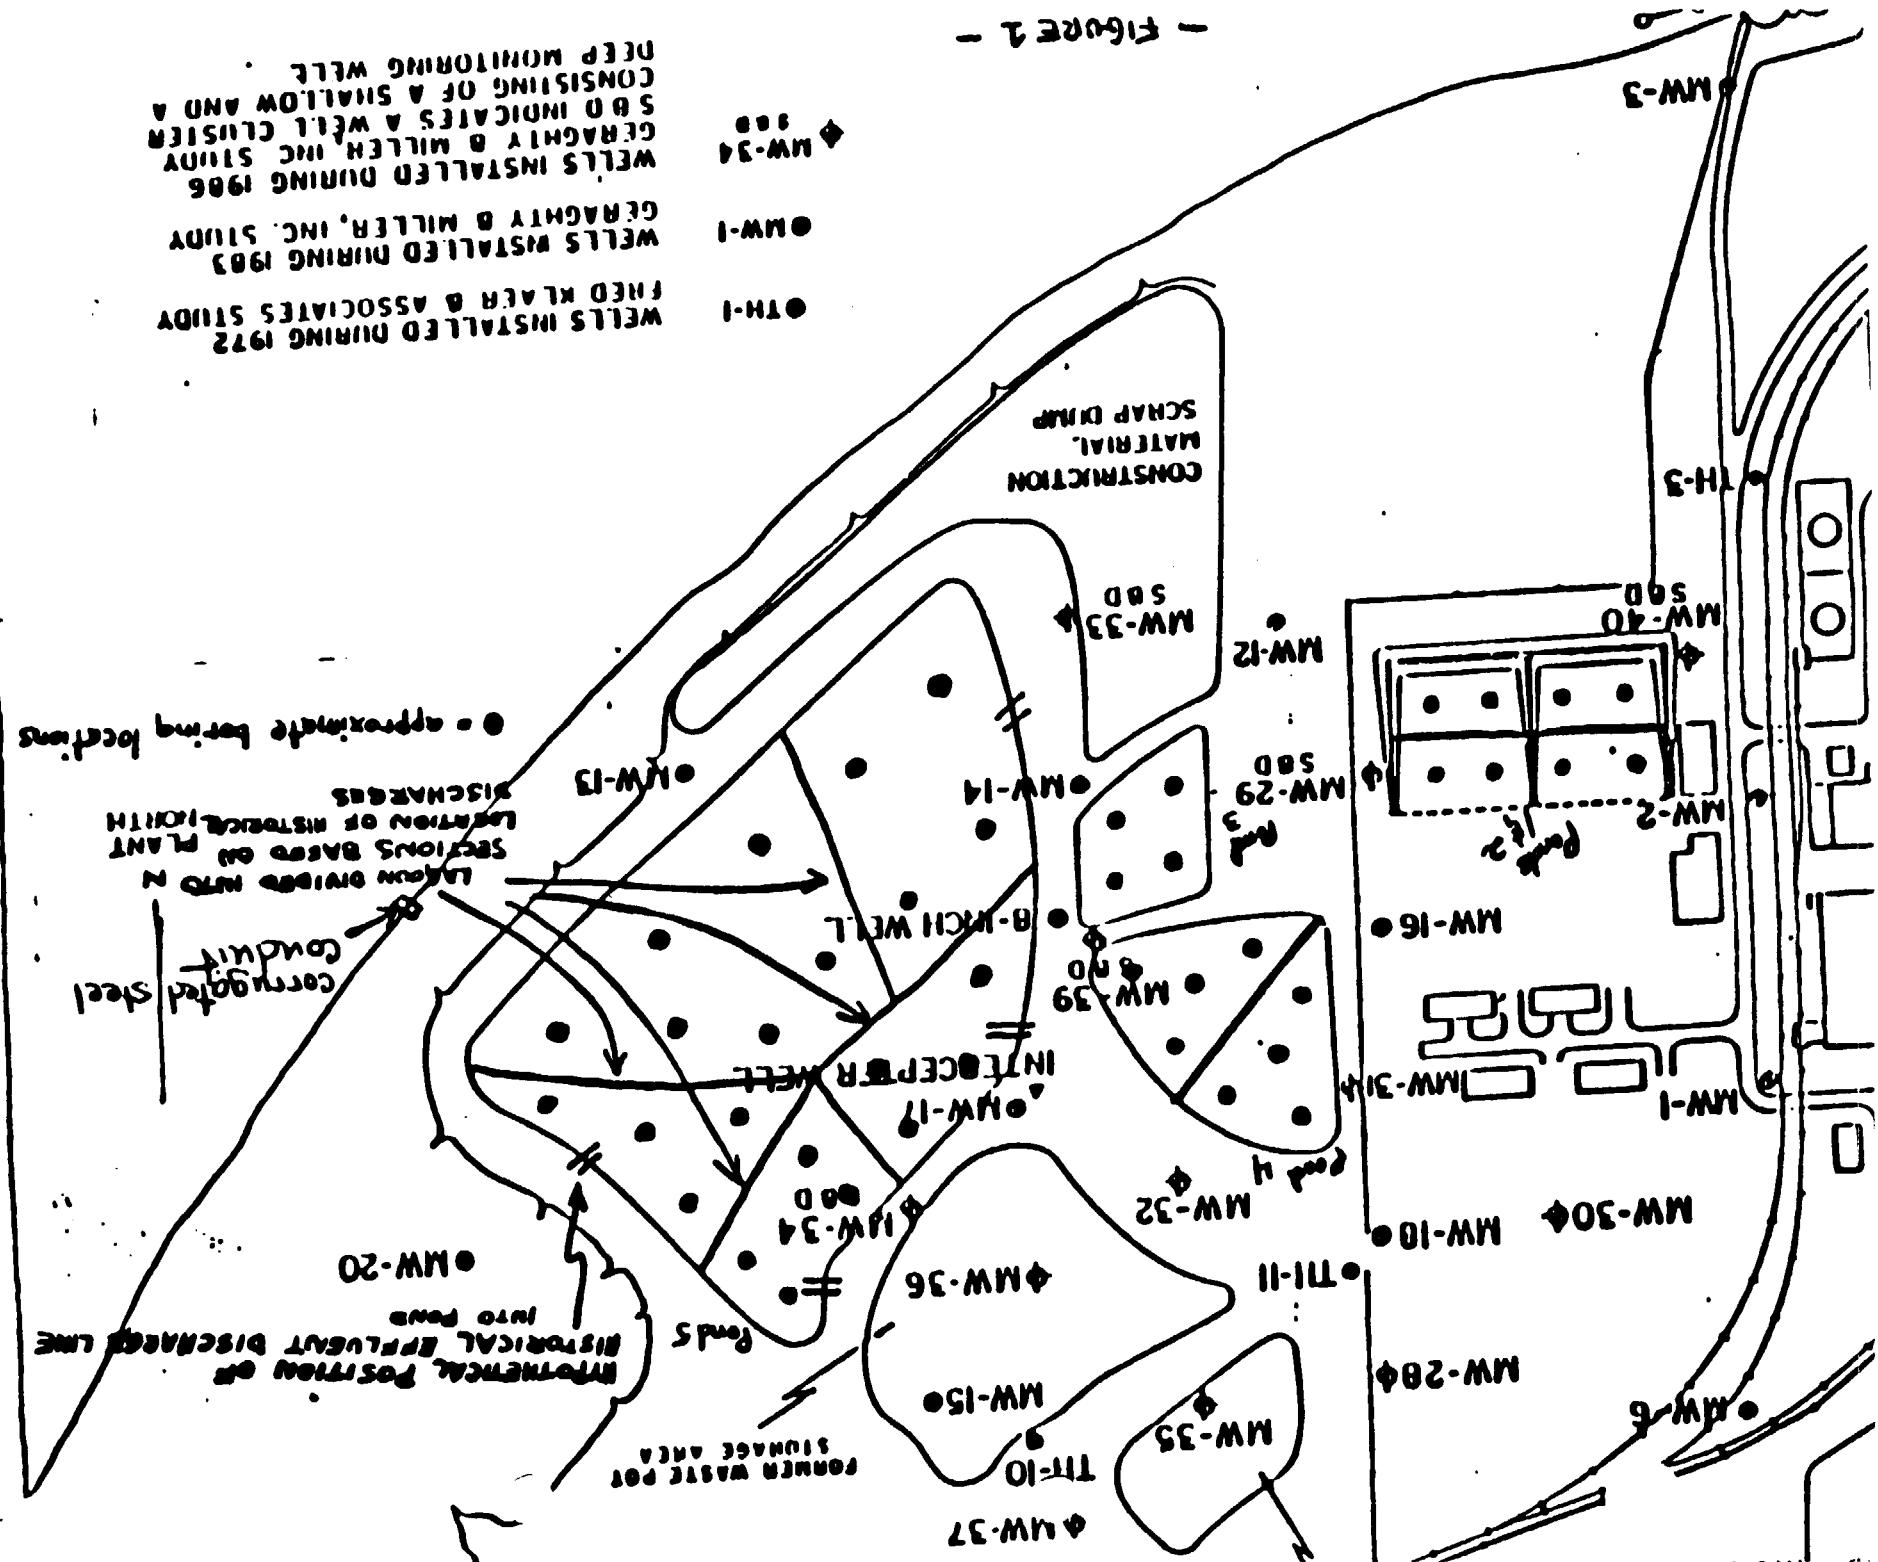 MW-37
TH-10
FORMER WASTE POT
STORAGE AREA
MW-35
MW-6
MW-15
MW-28
HYPOTHETICAL POSITION OF
HISTORICAL EFFLUENT DISCHARGE LINE
INTO POND
Pond 5
MW-36
TH-11
MW-20
MW-18
MW-30
MW-34
S&D
MW-32
Pond 4
MW-17
MW-1
MW-31
INTERCEPTER WELL
MW-39
S&D
Corrugated Steel
Conduit
8-INCH WELL
MW-16
LAGOON DIVIDED INTO N
SECTIONS BASED ON PLANT
LOCATION OF HISTORICAL NORTH
DISCHARGES
Ponds
1 & 2
Pond
3
MW-2
MW-29
S&D
MW-14
MW-13
● = approximate boring locations
MW-12
MW-33
S&D
MW-40
S&D
TH-3
CONSTRUCTION
MATERIAL
SCRAP DUMP
TH-1 WELLS INSTALLED DURING 1972
FRED KLAER & ASSOCIATES STUDY
MW-1 WELLS INSTALLED DURING 1983
GERAGHTY & MILLER, INC. STUDY
MW-34 WELLS INSTALLED DURING 1986
S&D GERAGHTY & MILLER, INC. STUDY
S&D INDICATES A WELL CLUSTER
CONSISTING OF A SHALLOW AND A
DEEP MONITORING WELL
MW-3
- FIGURE 1 -